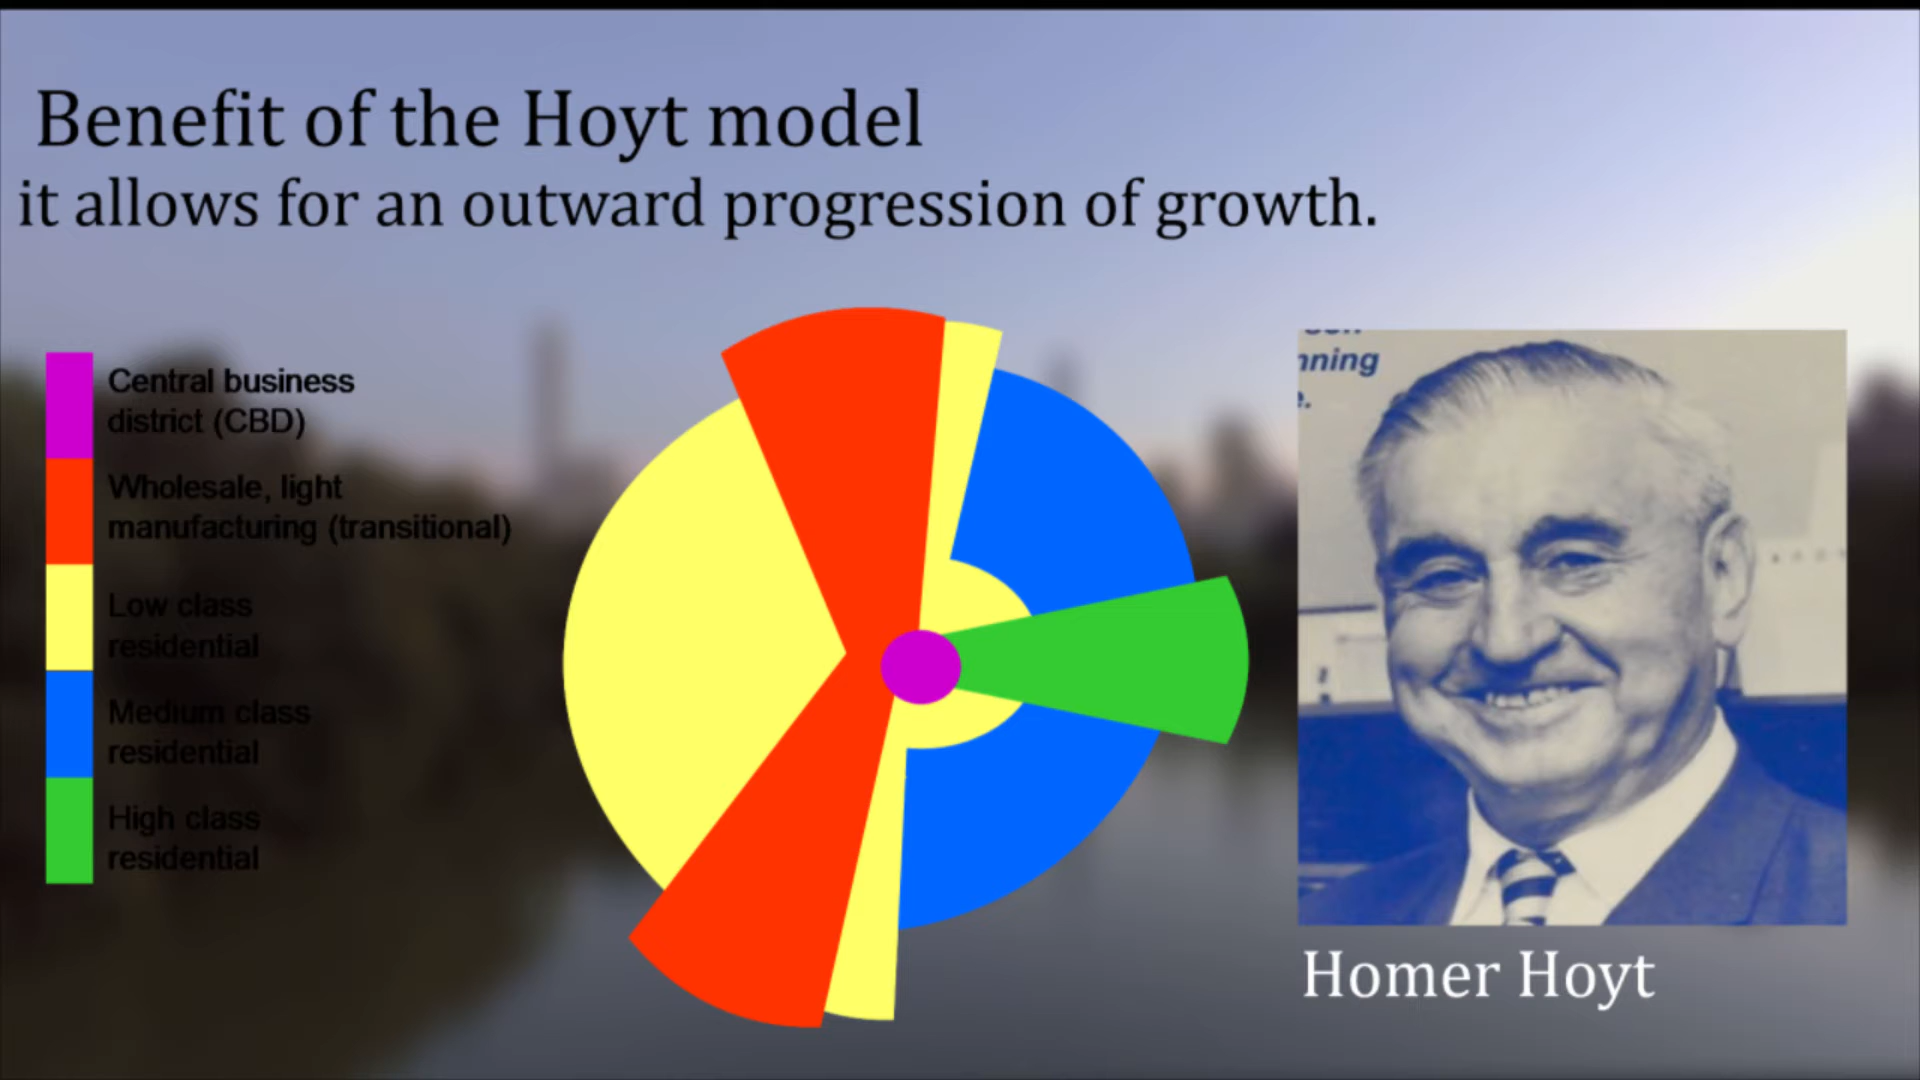 Benefit of the Hoyt model
it allows for an outward progression of growth.
Central business
district (CBD)
Wholesale, light
manufacturing (transitional)
Low class
residential
Medium class
residential
High class
residential
nning
e.
Homer Hoyt